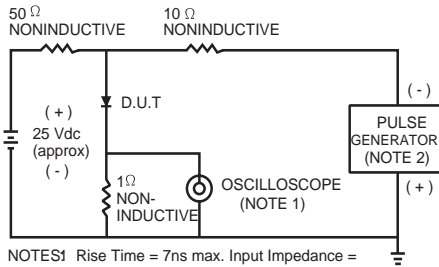 50 Ω
NONINDUCTIVE
10 Ω
NONINDUCTIVE
(+)
25 Vdc
(approx)
(-)
D.U.T
1Ω
NON-
INDUCTIVE
OSCILLOSCOPE
(NOTE 1)
(-)
PULSE
GENERATOR
(NOTE 2)
(+)
NOTES1 Rise Time = 7ns max. Input Impedance =